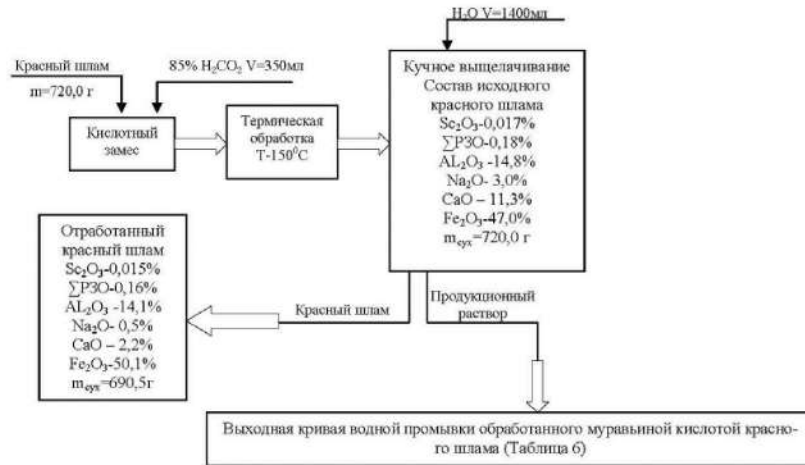 H₂O V=1400мл
Красный шлам
m=720,0 г
85% H₂CO₂ V=350мл
Кислотный
замес
Термическая
обработка
T-150⁰C
Кучное выщелачивание
Состав исходного
красного шлама
Sc₂O₃-0,017%
∑РЗО-0,18%
AL₂O₃ -14,8%
Na₂O- 3,0%
CaO – 11,3%
Fe₂O₃-47,0%
mсух=720,0 г
Отработанный
красный шлам
Sc₂O₃-0,015%
∑РЗО-0,16%
AL₂O₃ -14,1%
Na₂O- 0,5%
CaO – 2,2%
Fe₂O₃-50,1%
mсух=690,5г
Красный шлам
Продукционный
раствор
Выходная кривая водной промывки обработанного муравьиной кислотой красно-
го шлама (Таблица 6)